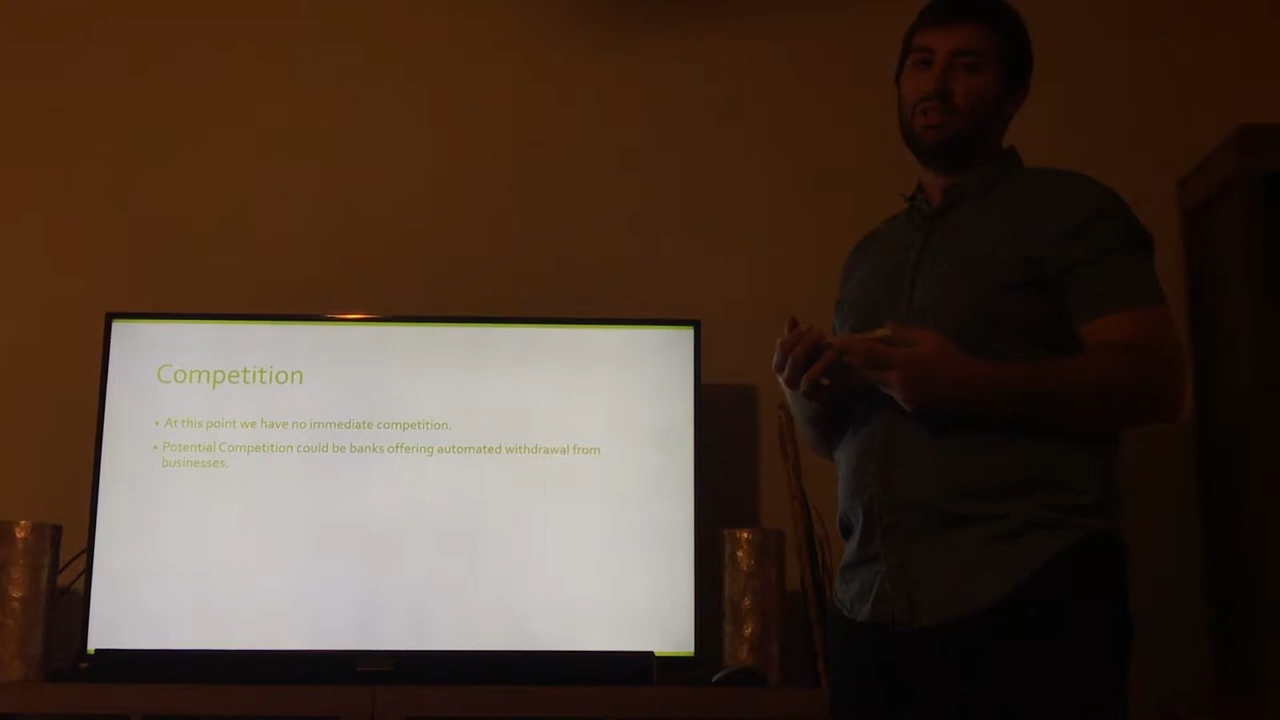 Competition
• At this point we have no immediate competition.
• Potential Competition could be banks offering automated withdrawal from
businesses.